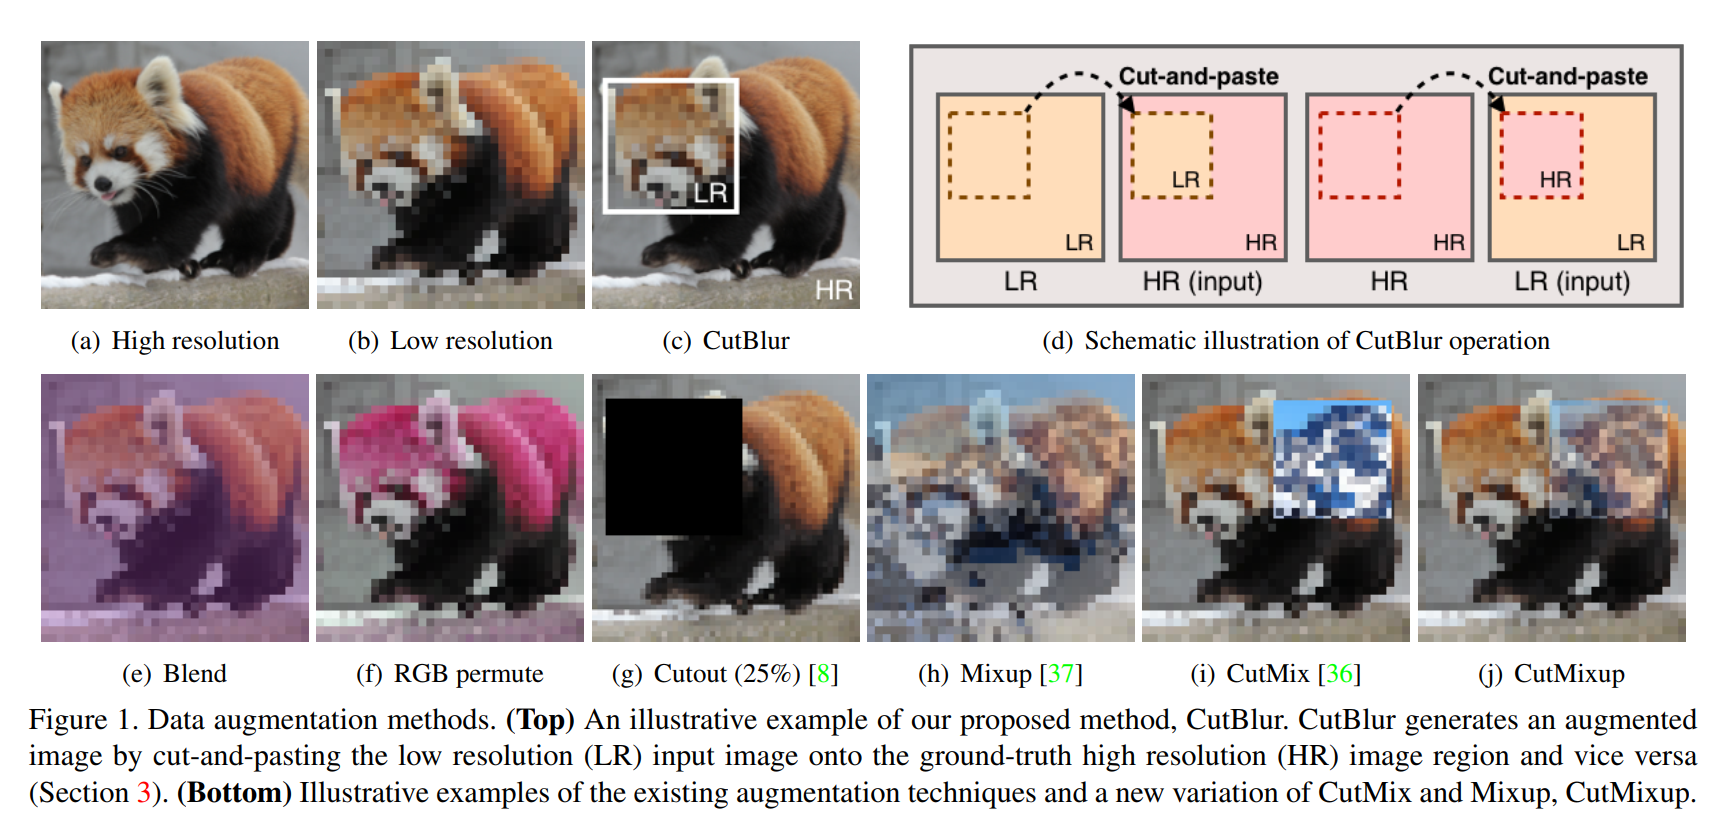 LR
HR
Cut-and-paste
Cut-and-paste
LR
LR
HR
HR
HR
LR
LR
HR (input)
HR
LR (input)
(a) High resolution
(b) Low resolution
(c) CutBlur
(d) Schematic illustration of CutBlur operation
(e) Blend
(f) RGB permute
(g) Cutout (25%) [8]
(h) Mixup [37]
(i) CutMix [36]
(j) CutMixup
Figure 1. Data augmentation methods. (Top) An illustrative example of our proposed method, CutBlur. CutBlur generates an augmented
image by cut-and-pasting the low resolution (LR) input image onto the ground-truth high resolution (HR) image region and vice versa
(Section 3). (Bottom) Illustrative examples of the existing augmentation techniques and a new variation of CutMix and Mixup, CutMixup.